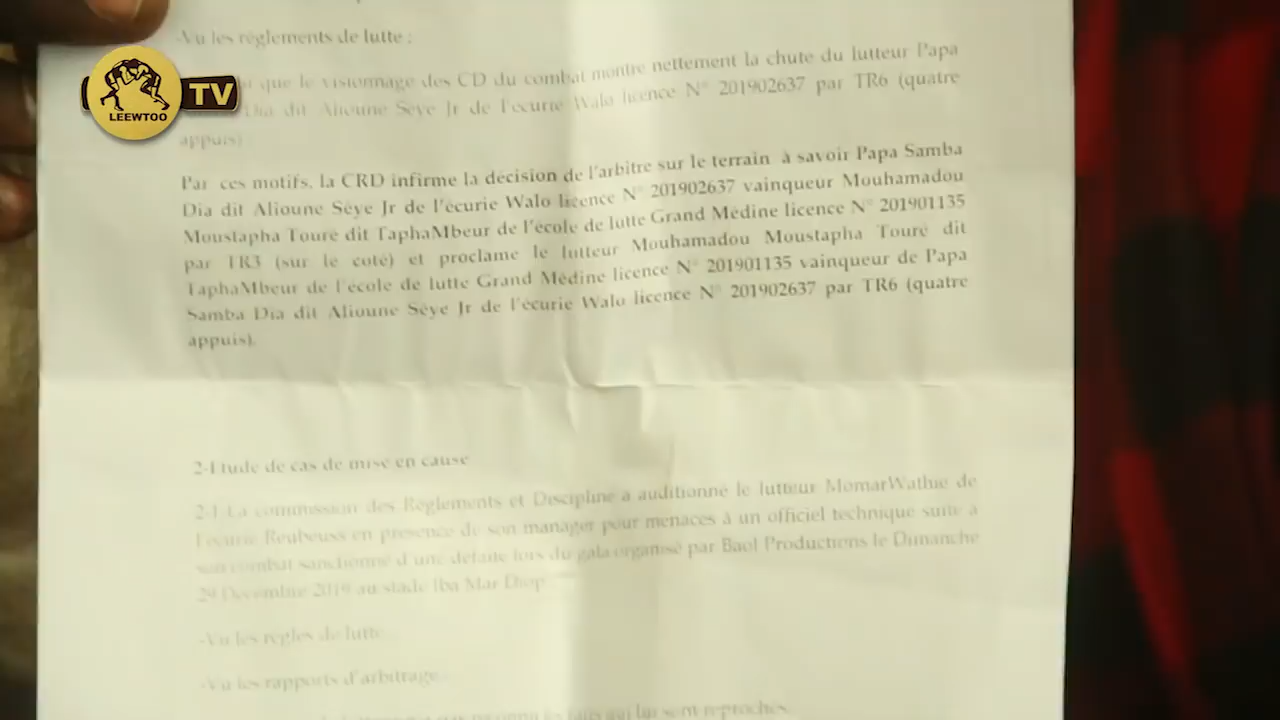 -Vu les règlements de lutte ;
que le visionnage des CD du combat montre nettement la chute du lutteur Papa
Dia dit Alioune Sèye Jr de l'écurie Walo licence N° 201902637 par TR6 (quatre
appuis)
LEEWTOO TV
Par ces motifs, la CRD infirme la décision de l'arbitre sur le terrain à savoir Papa Samba
Dia dit Alioune Sèye Jr de l'écurie Walo licence N° 201902637 vainqueur Mouhamadou
Moustapha Toure dit TaphaMbeur de l'école de lutte Grand Médine licence N° 201901135
par TR3 (sur le coté) et proclame le lutteur Mouhamadou Moustapha Touré dit
TaphaMbeur de l'école de lutte Grand Médine licence N° 201901135 vainqueur de Papa
Samba Dia dit Alioune Sèye Jr de l'écurie Walo licence N° 201902637 par TR6 (quatre
appuis).
2-Etude de cas de mise en cause
2-1-La commission des Règlements et Discipline a auditionné le lutteur MomarWathie de
l'écurie Reubeuss en présence de son manager pour menaces à un officiel technique suite à
son combat sanctionné d'une défaite lors du gala organisé par Baol Productions le Dimanche
29 Décembre 2019 au stade Iba Mar Diop
-Vu les règles de lutte
-Vu les rapports d'arbitrage
faits qui lui sont reprochés